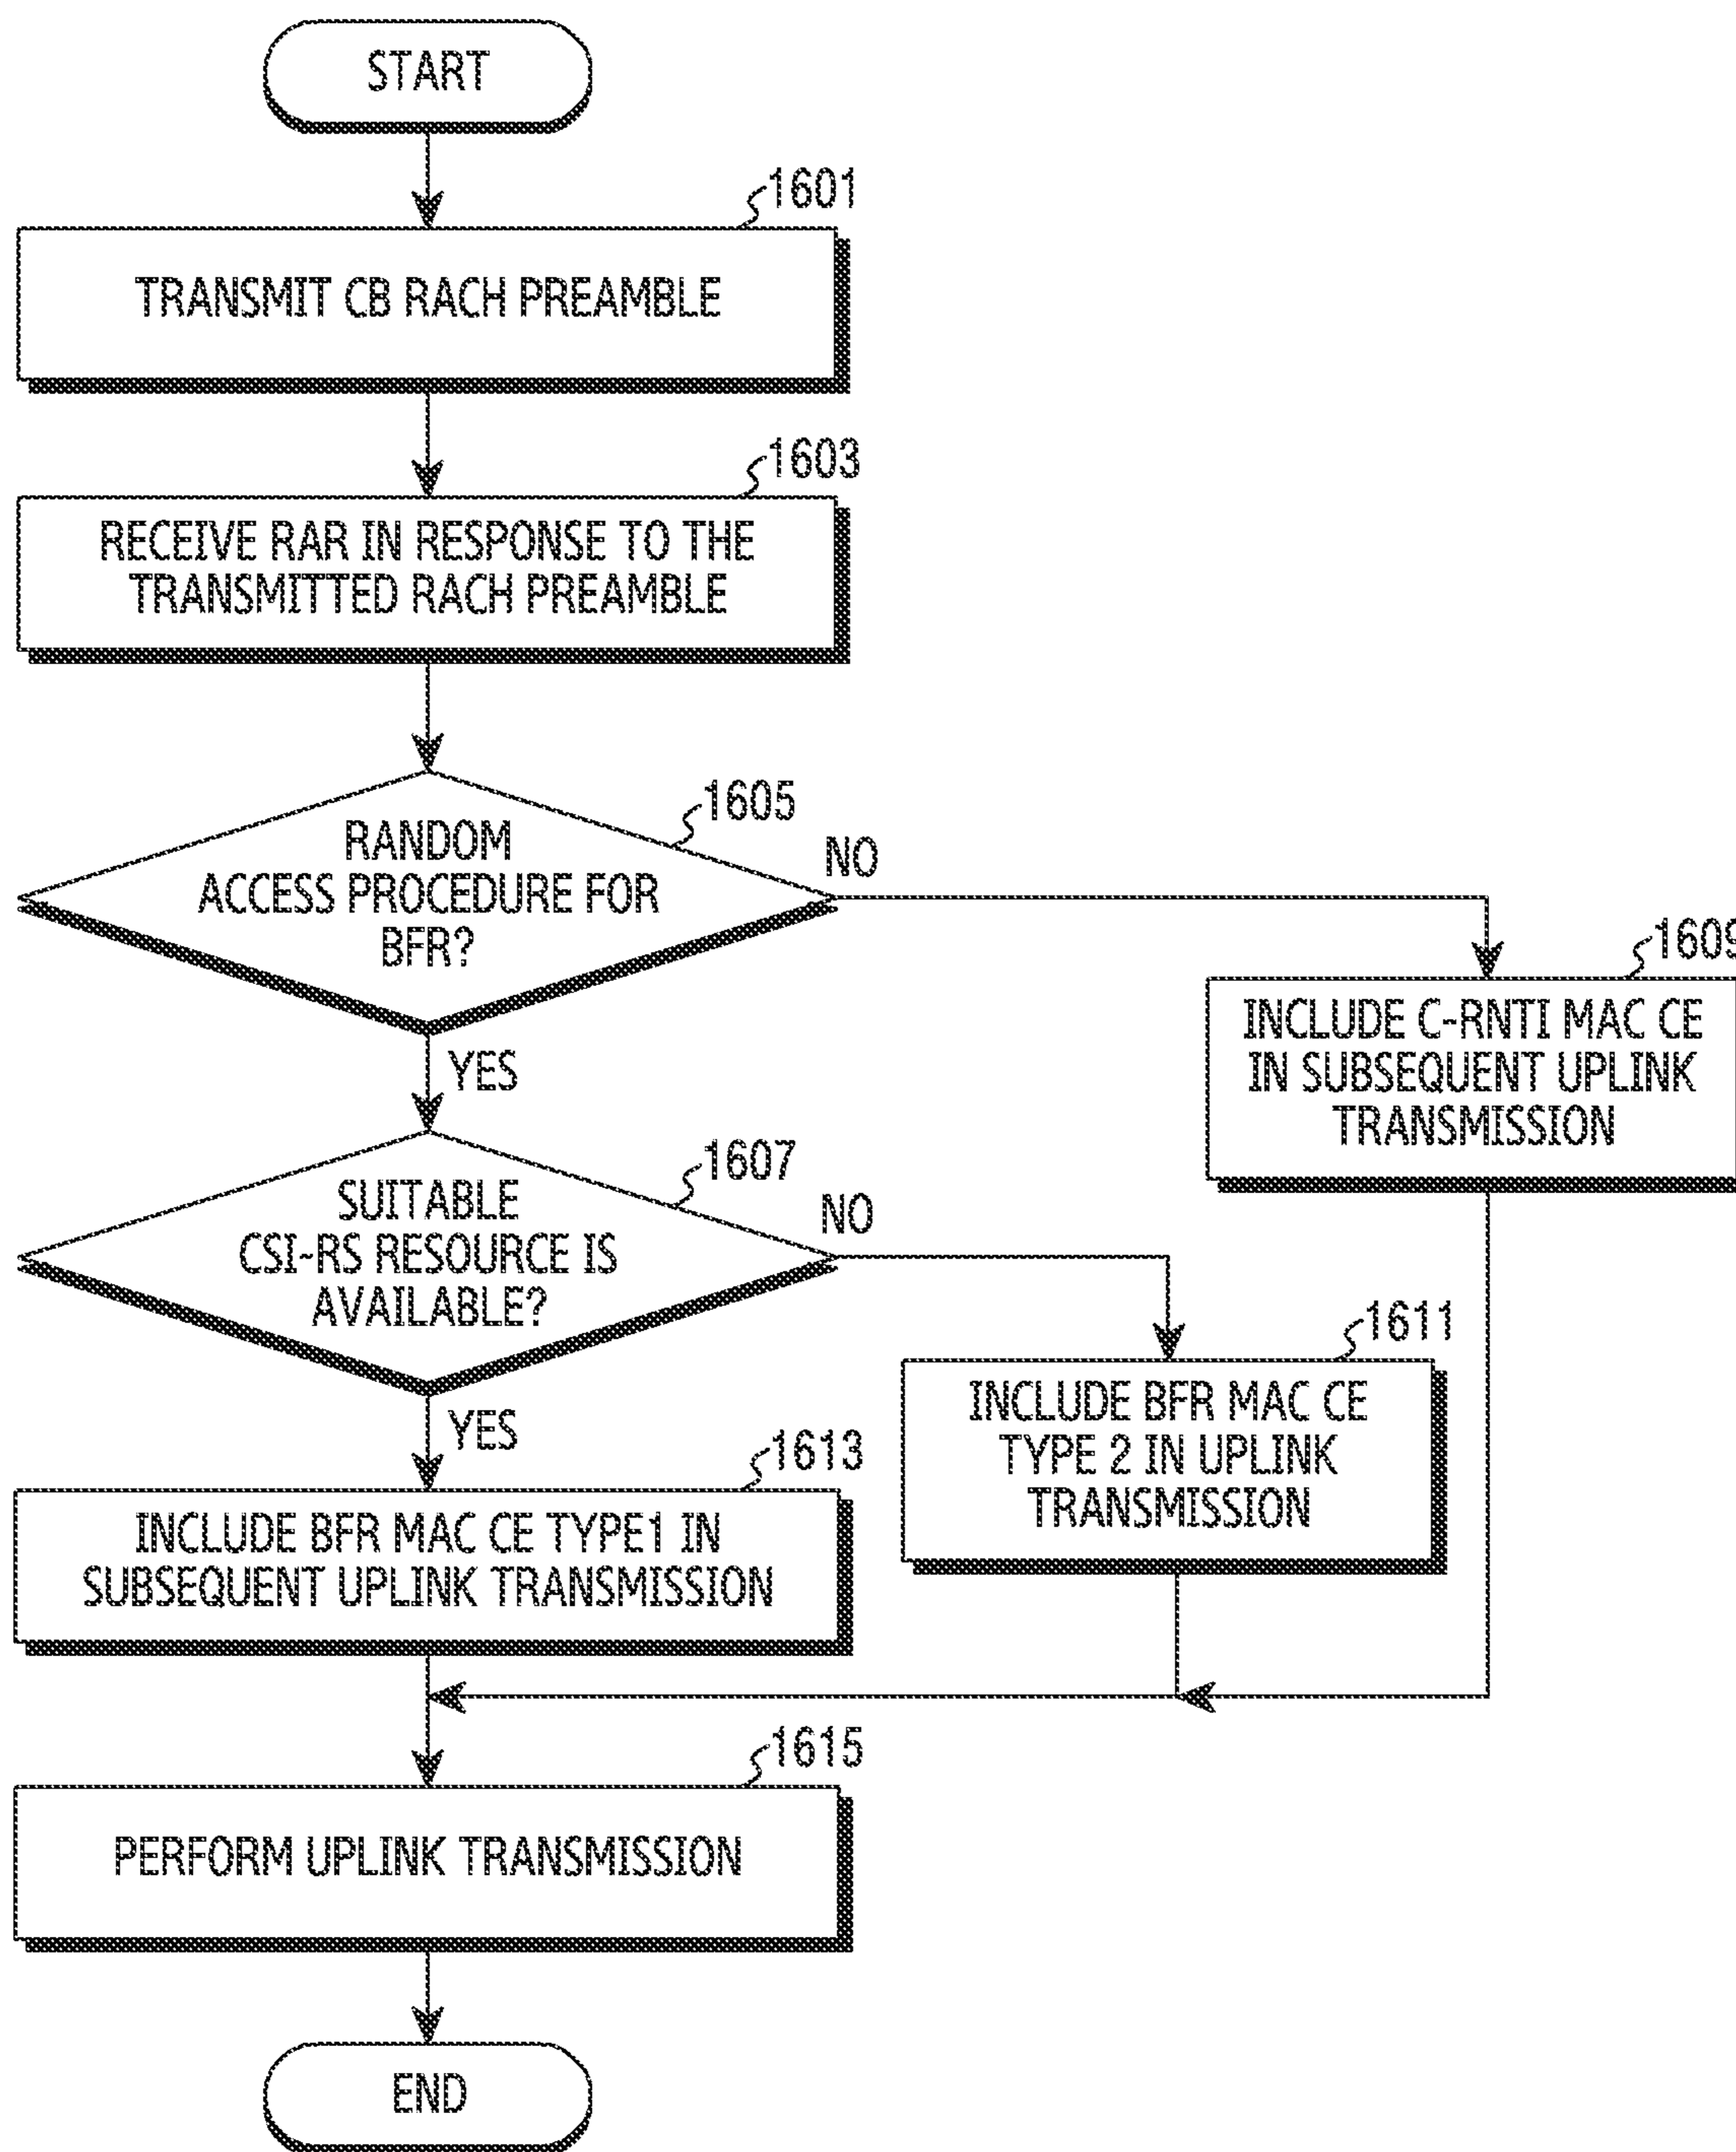 START
1601
TRANSMIT CB RACH PREAMBLE
1603
RECEIVE RAR IN RESPONSE TO THE
TRANSMITTED RACH PREAMBLE
1605
RANDOM
ACCESS PROCEDURE FOR
BFR?
NO
YES
1609
INCLUDE C-RNTI MAC CE
IN SUBSEQUENT UPLINK
TRANSMISSION
1607
SUITABLE
CSI-RS RESOURCE IS
AVAILABLE?
NO
YES
1611
INCLUDE BFR MAC CE
TYPE 2 IN UPLINK
TRANSMISSION
1613
INCLUDE BFR MAC CE TYPE1 IN
SUBSEQUENT UPLINK TRANSMISSION
1615
PERFORM UPLINK TRANSMISSION
END